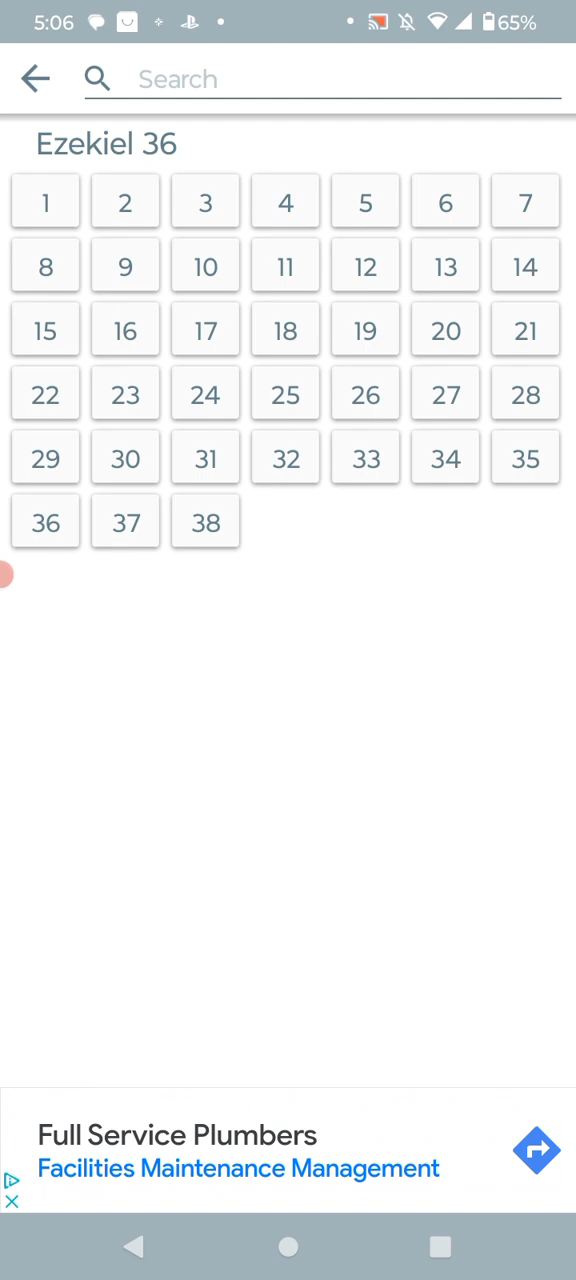 5:06
65%
Search
Ezekiel 36
1 2 3 4 5 6 7
8 9 10 11 12 13 14
15 16 17 18 19 20 21
22 23 24 25 26 27 28
29 30 31 32 33 34 35
36 37 38
Full Service Plumbers
Facilities Maintenance Management